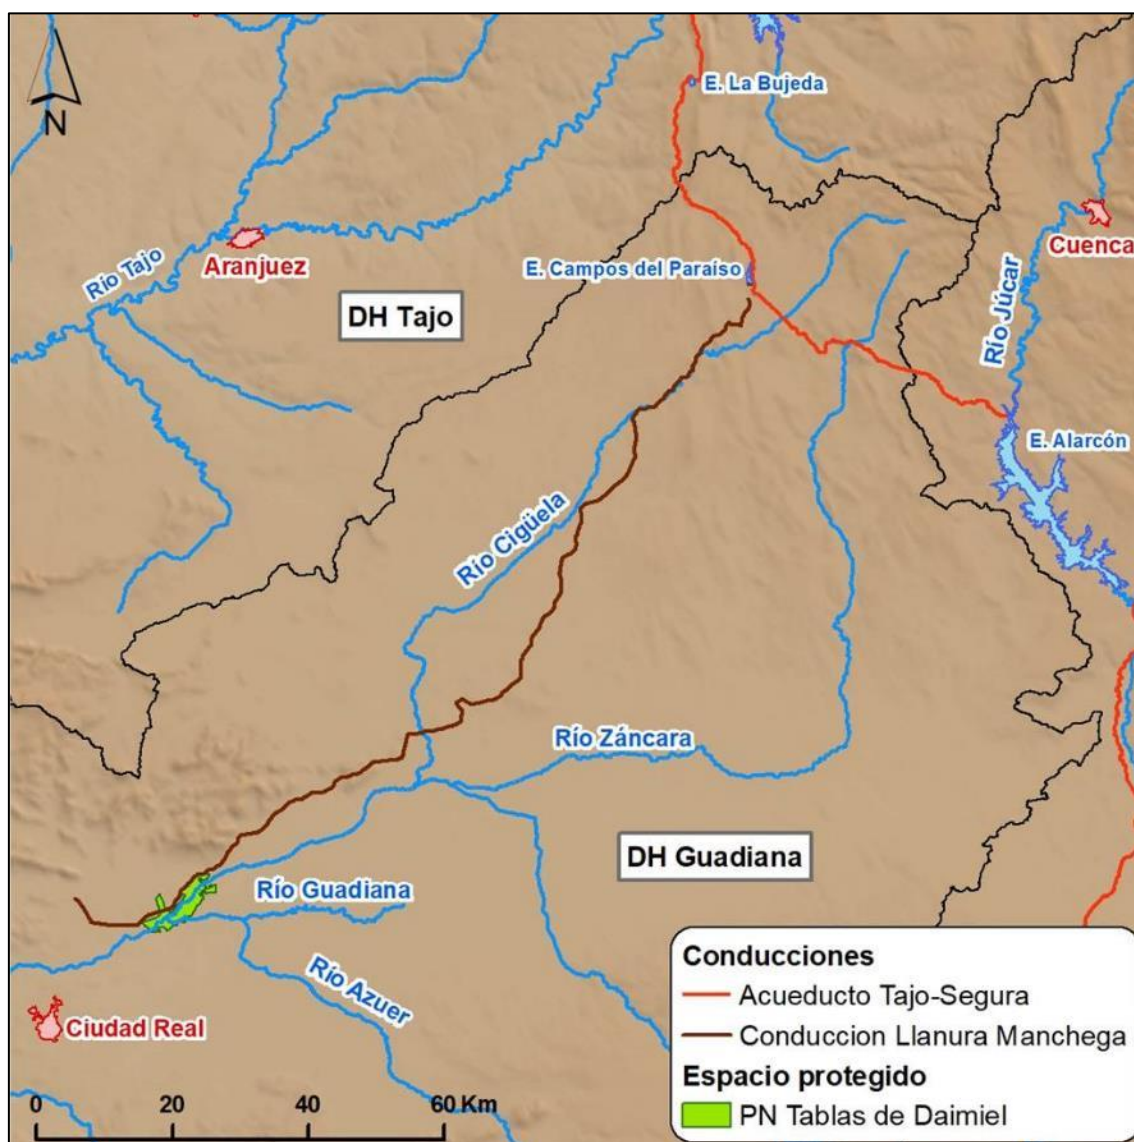 N
E. La Bujeda
Cuenca
Aranjuez
Río Tajo
E. Campos del Paraíso
DH Tajo
Río Júcar
E. Alarcón
Río Cigüela
Río Záncara
DH Guadiana
Río Guadiana
Río Azuer
Ciudad Real
Conducciones
Acueducto Tajo-Segura
Conduccion Llanura Manchega
Espacio protegido
PN Tablas de Daimiel
0 20 40 60 Km